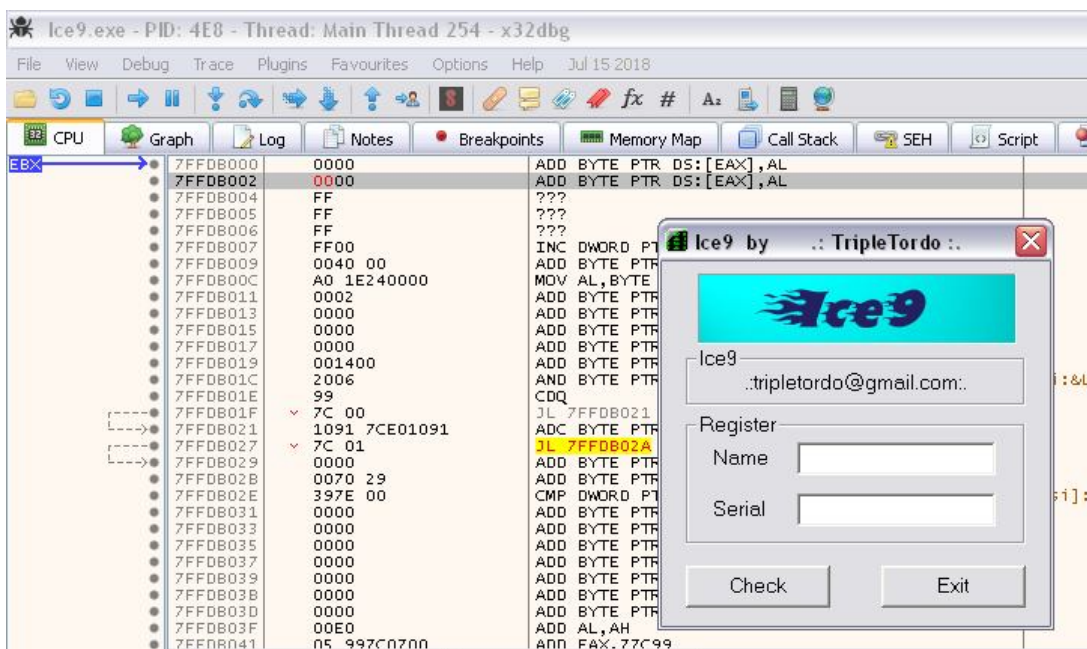 Ice9.exe - PID: 4E8 - Thread: Main Thread 254 - x32dbg
File View Debug Trace Plugins Favourites Options Help Jul 15 2018
CPU Graph Log Notes Breakpoints Memory Map Call Stack SEH Script
EBX 7FFDB000 0000 ADD BYTE PTR DS:[EAX],AL
7FFDB002 0000 ADD BYTE PTR DS:[EAX],AL
7FFDB004 FF ???
7FFDB005 FF ???
7FFDB006 FF ???
7FFDB007 FF00 INC DWORD PT
7FFDB009 0040 00 ADD BYTE PTR
7FFDB00C A0 1E240000 MOV AL,BYTE
7FFDB011 0002 ADD BYTE PTR
7FFDB013 0000 ADD BYTE PTR
7FFDB015 0000 ADD BYTE PTR
7FFDB017 0000 ADD BYTE PTR
7FFDB019 001400 ADD BYTE PTR
7FFDB01C 2006 AND BYTE PTR
7FFDB01E 99 CDQ
7FFDB01F 7C 00 JL 7FFDB021
7FFDB021 1091 7CE01091 ADC BYTE PTR
7FFDB027 7C 01 JL 7FFDB02A
7FFDB029 0000 ADD BYTE PTR
7FFDB02B 0070 29 ADD BYTE PTR
7FFDB02E 397E 00 CMP DWORD PT
7FFDB031 0000 ADD BYTE PTR
7FFDB033 0000 ADD BYTE PTR
7FFDB035 0000 ADD BYTE PTR
7FFDB037 0000 ADD BYTE PTR
7FFDB039 0000 ADD BYTE PTR
7FFDB03B 0000 ADD BYTE PTR
7FFDB03D 0000 ADD BYTE PTR
7FFDB03F 00E0 ADD AL,AH
7FFDB041 05 997C0700 ADD EAX,77C99
Ice9 by .: TripleTordo :.
Ice9
Ice9
.:tripletordo@gmail.com:.
Register
Name
Serial
Check Exit